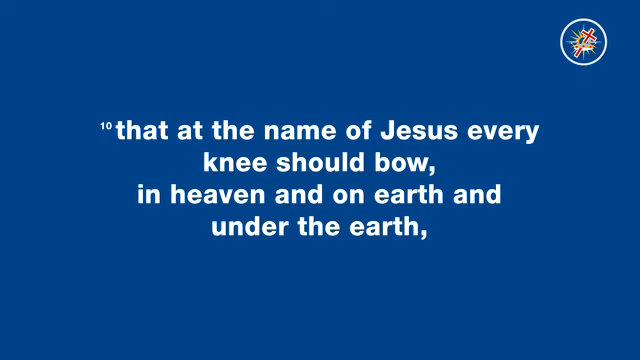 10 that at the name of Jesus every
knee should bow,
in heaven and on earth and
under the earth,